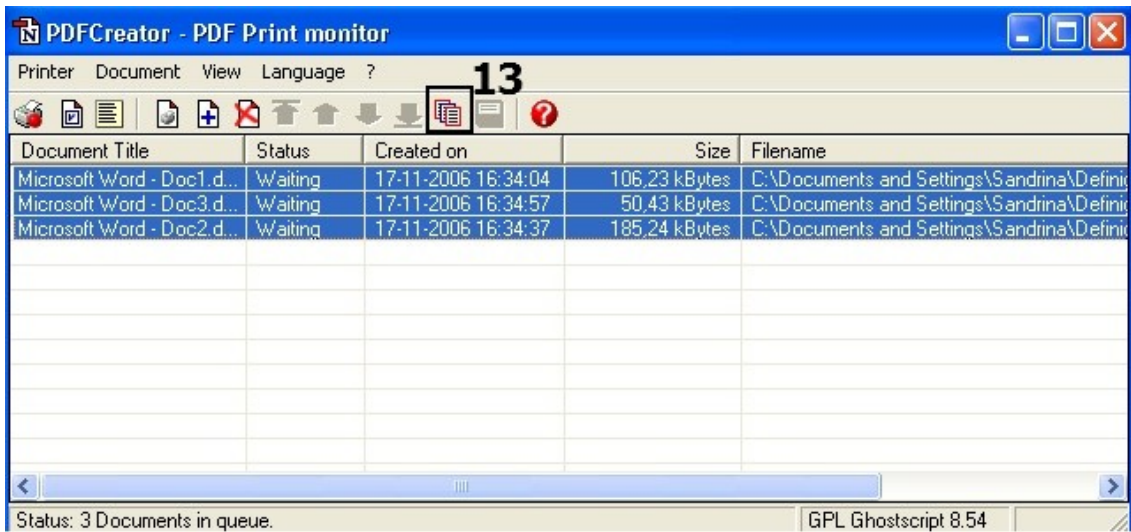 PDFCreator - PDF Print monitor
Printer Document View Language ?
13
Document Title Status Created on Size Filename
Microsoft Word - Doc1.d... Waiting 17-11-2006 16:34:04 106,23 kBytes C:\Documents and Settings\Sandrina\Definic
Microsoft Word - Doc3.d... Waiting 17-11-2006 16:34:57 50,43 kBytes C:\Documents and Settings\Sandrina\Definic
Microsoft Word - Doc2.d... Waiting 17-11-2006 16:34:37 185,24 kBytes C:\Documents and Settings\Sandrina\Definic
Status: 3 Documents in queue. GPL Ghostscript 8.54